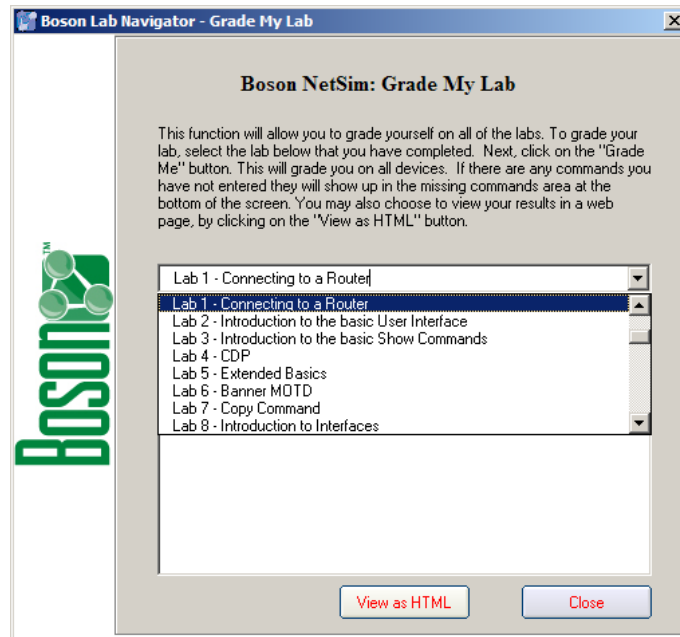 Boson Lab Navigator - Grade My Lab
Boson NetSim: Grade My Lab
This function will allow you to grade yourself on all of the labs. To grade your
lab, select the lab below that you have completed. Next, click on the "Grade
Me" button. This will grade you on all devices. If there are any commands you
have not entered they will show up in the missing commands area at the
bottom of the screen. You may also choose to view your results in a web
page, by clicking on the "View as HTML" button.
Boson™
Lab 1 - Connecting to a Router
Lab 1 - Connecting to a Router
Lab 2 - Introduction to the basic User Interface
Lab 3 - Introduction to the basic Show Commands
Lab 4 - CDP
Lab 5 - Extended Basics
Lab 6 - Banner MOTD
Lab 7 - Copy Command
Lab 8 - Introduction to Interfaces
View as HTML
Close